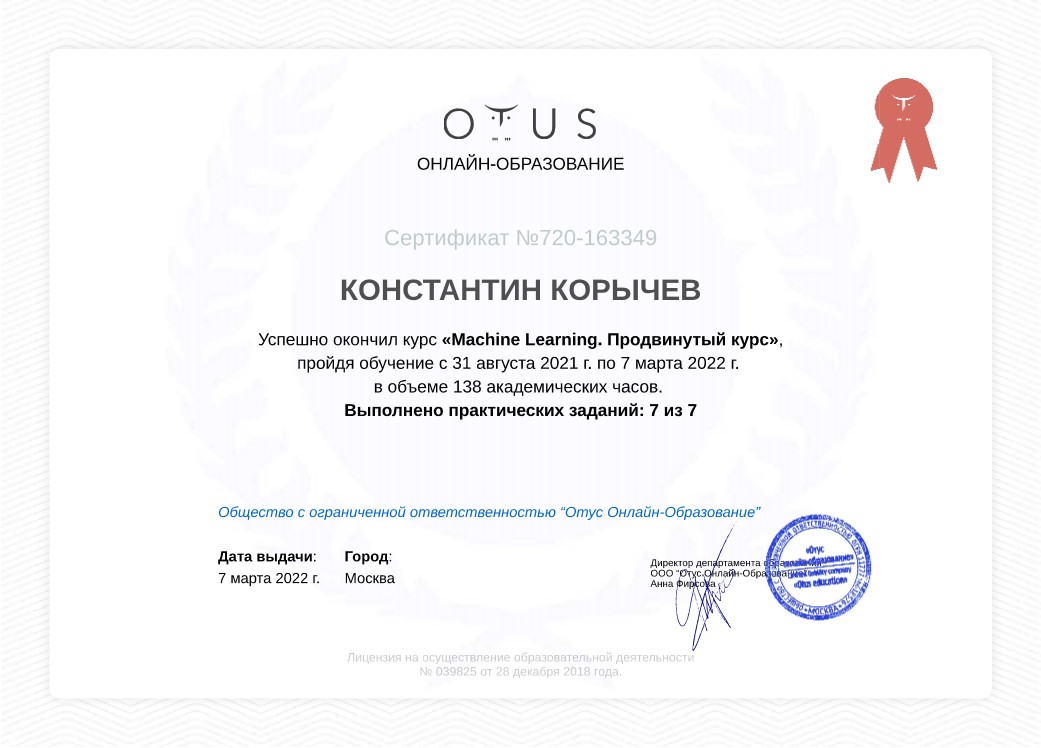 OTUS
ОНЛАЙН-ОБРАЗОВАНИЕ
Сертификат №720-163349
КОНСТАНТИН КОРЫЧЕВ
Успешно окончил курс «Machine Learning. Продвинутый курс»,
пройдя обучение с 31 августа 2021 г. по 7 марта 2022 г.
в объеме 138 академических часов.
Выполнено практических заданий: 7 из 7
Общество с ограниченной ответственностью “Отус Онлайн-Образование”
Дата выдачи: Город:
7 марта 2022 г. Москва
Директор департамента образования
ООО “Отус Онлайн-Образование”
Анна Фирсова
«Отус
онлайн-образование»
«Otus education»
МОСКВА
Лицензия на осуществление образовательной деятельности
№ 039825 от 28 декабря 2018 года.